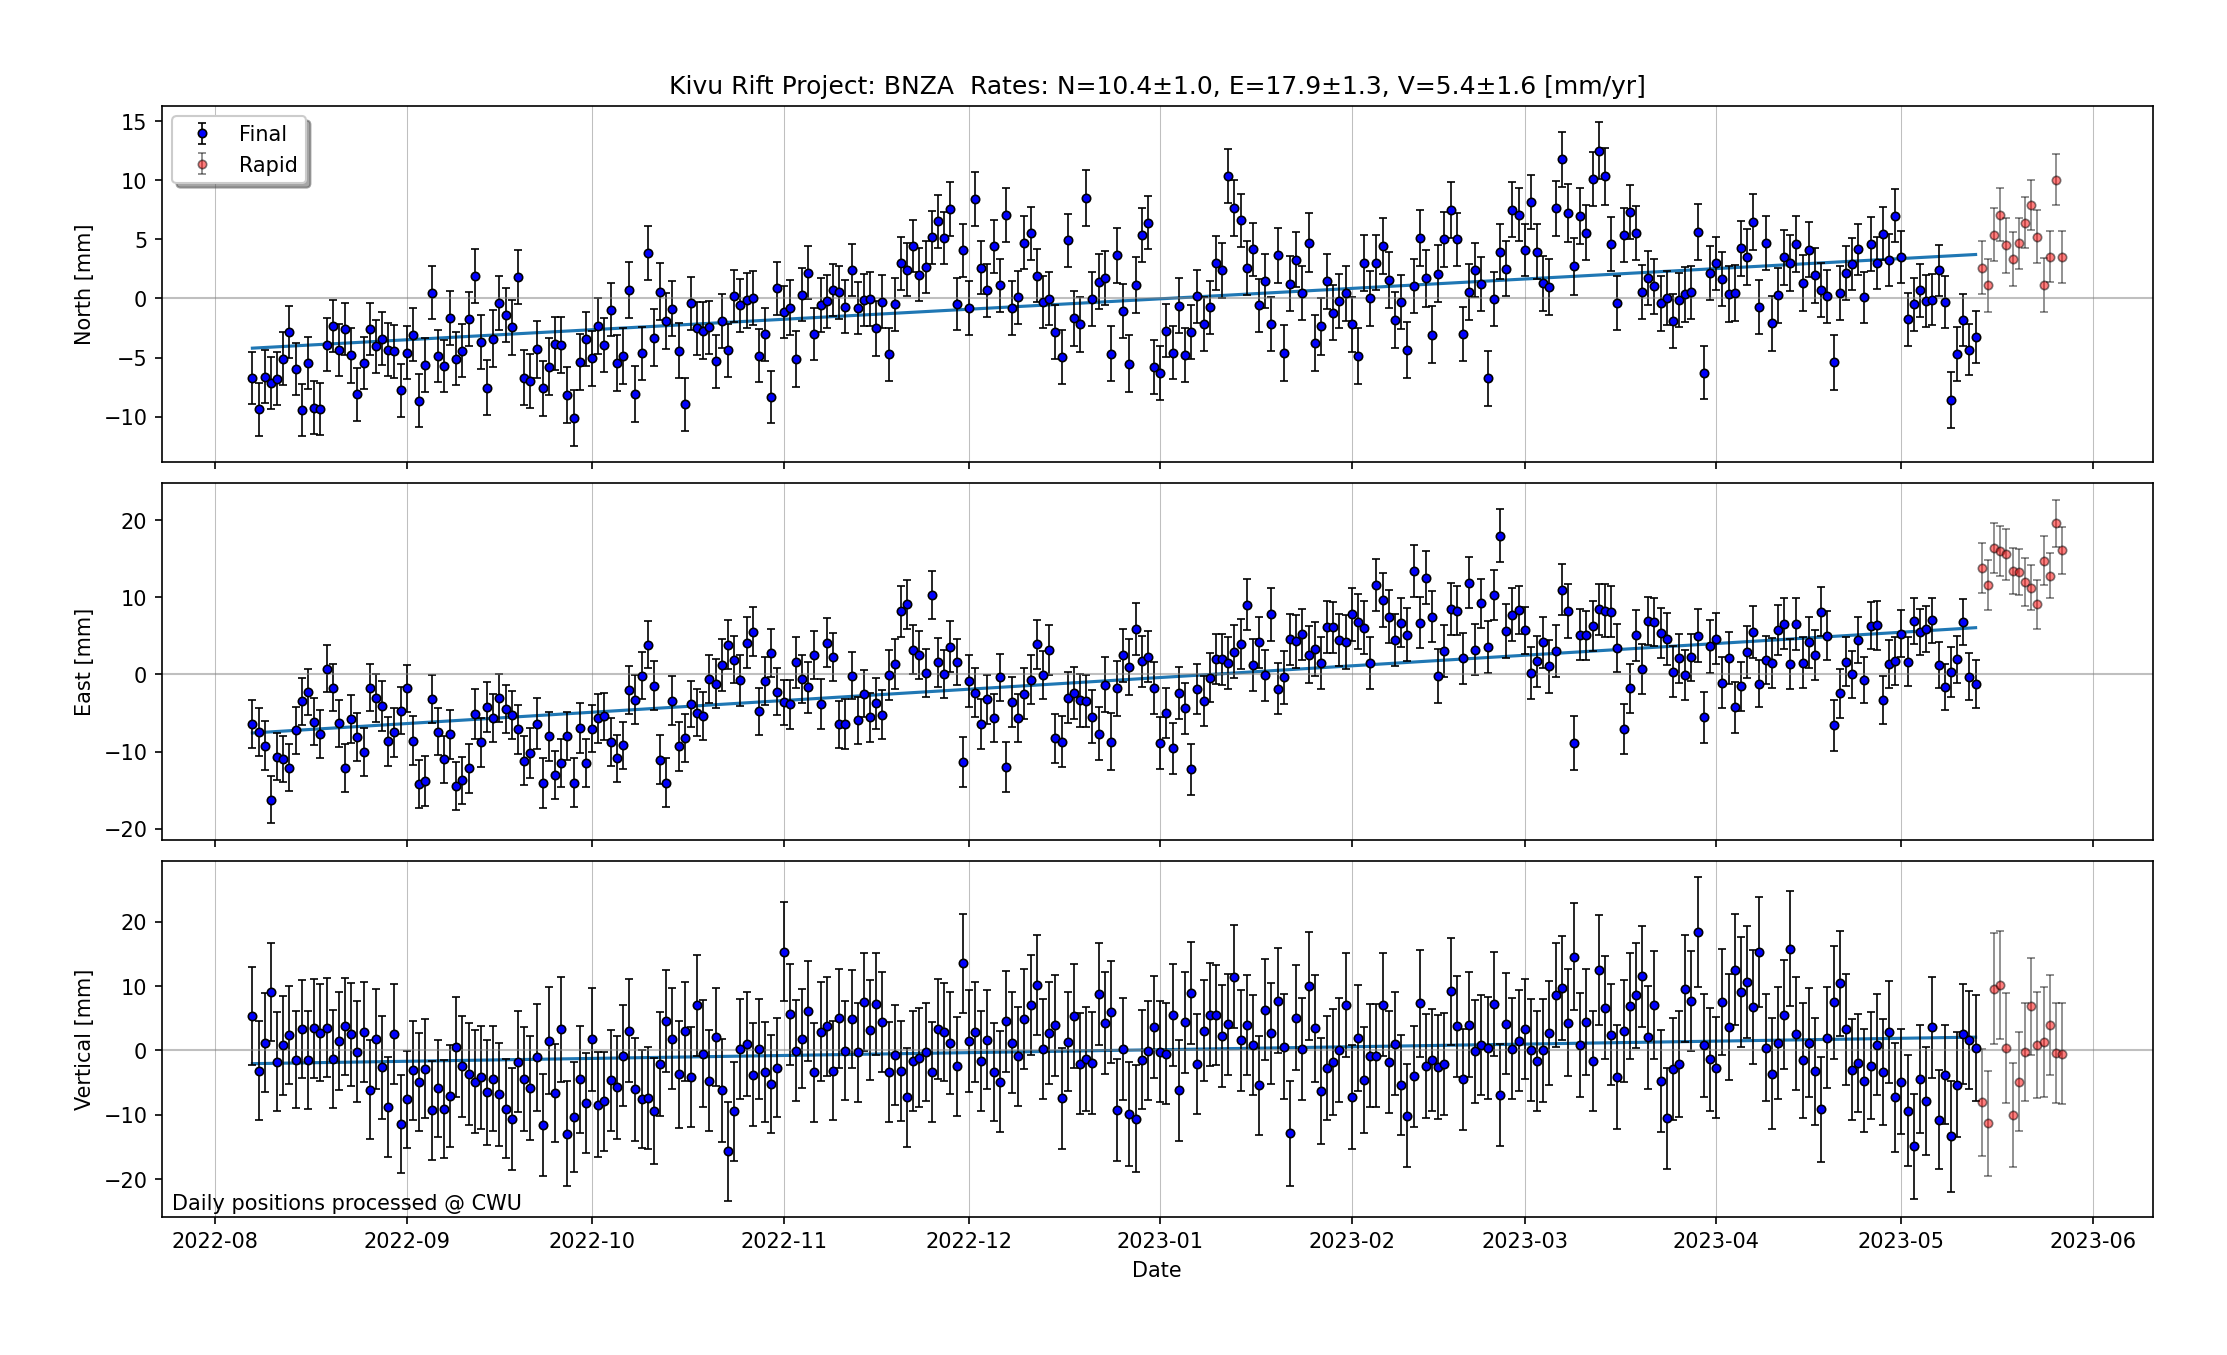 Kivu Rift Project: BNZA  Rates: N=10.4±1.0, E=17.9±1.3, V=5.4±1.6 [mm/yr]
Final
Rapid
North [mm]
15
10
5
0
−5
−10
East [mm]
20
10
0
−10
−20
Vertical [mm]
20
10
0
−10
−20
Daily positions processed @ CWU
2022-08 2022-09 2022-10 2022-11 2022-12 2023-01 2023-02 2023-03 2023-04 2023-05 2023-06
Date